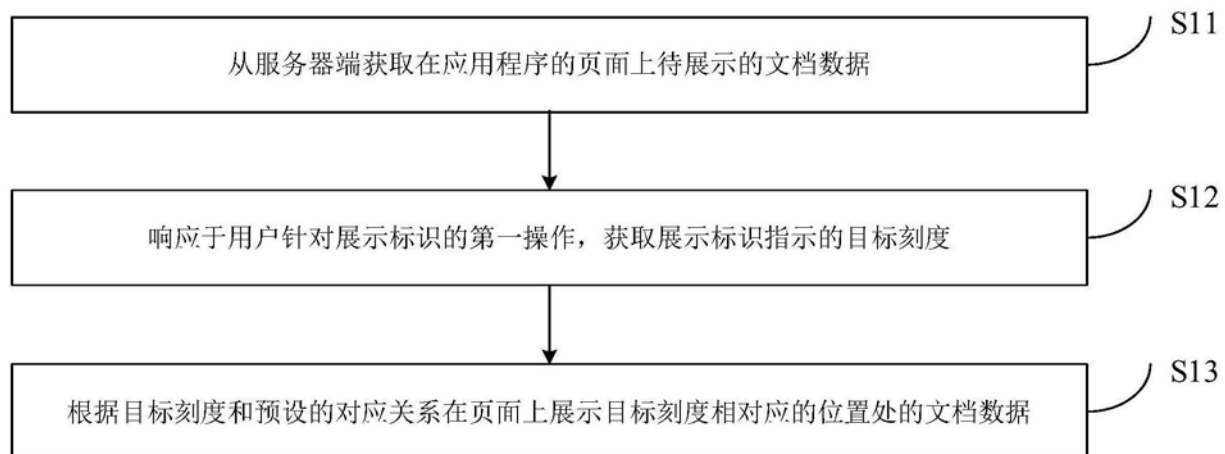 从服务器端获取在应用程序的页面上待展示的文档数据
S11
响应于用户针对展示标识的第一操作，获取展示标识指示的目标刻度
S12
根据目标刻度和预设的对应关系在页面上展示目标刻度相对应的位置处的文档数据
S13